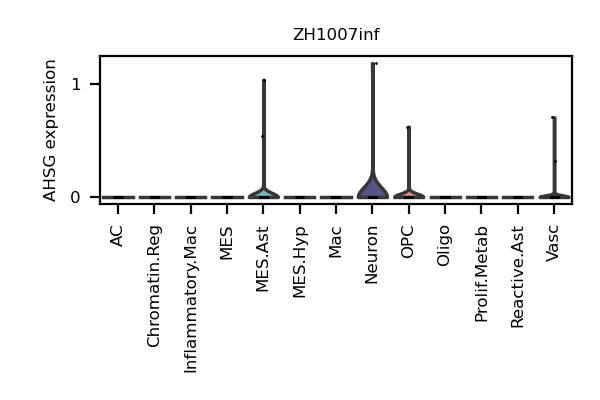 ZH1007inf
AHSG expression
1
0
AC
Chromatin.Reg
Inflammatory.Mac
MES
MES.Ast
MES.Hyp
Mac
Neuron
OPC
Oligo
Prolif.Metab
Reactive.Ast
Vasc